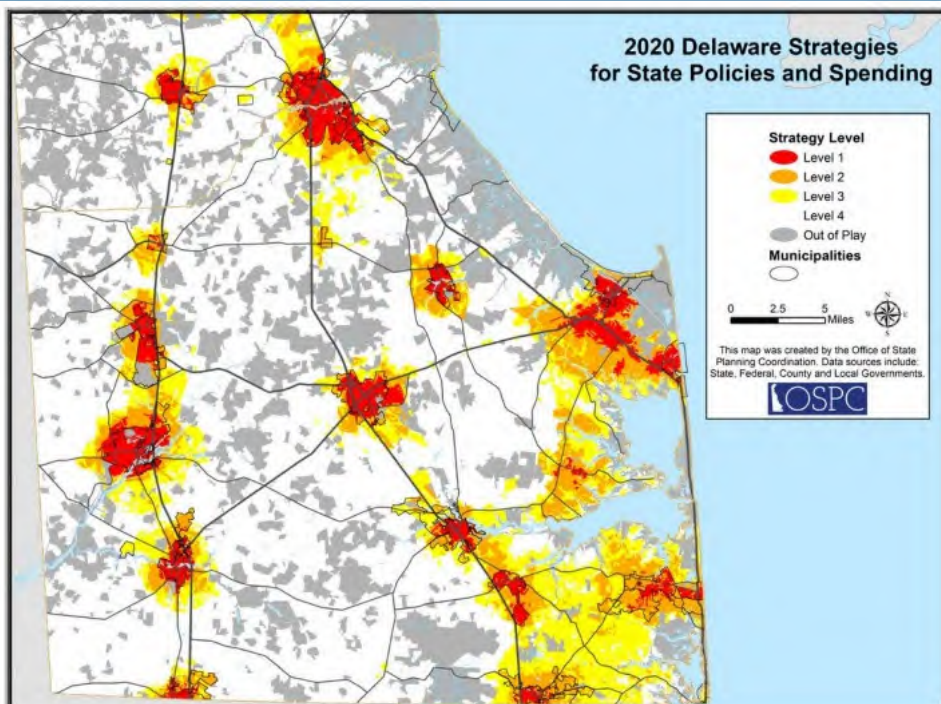 2020 Delaware Strategies
for State Policies and Spending
Strategy Level
Level 1
Level 2
Level 3
Level 4
Out of Play
Municipalities
0 2.5 5
Miles
N
W E
S
This map was created by the Office of State
Planning Coordination. Data sources include:
State, Federal, County and Local Governments.
OSPC